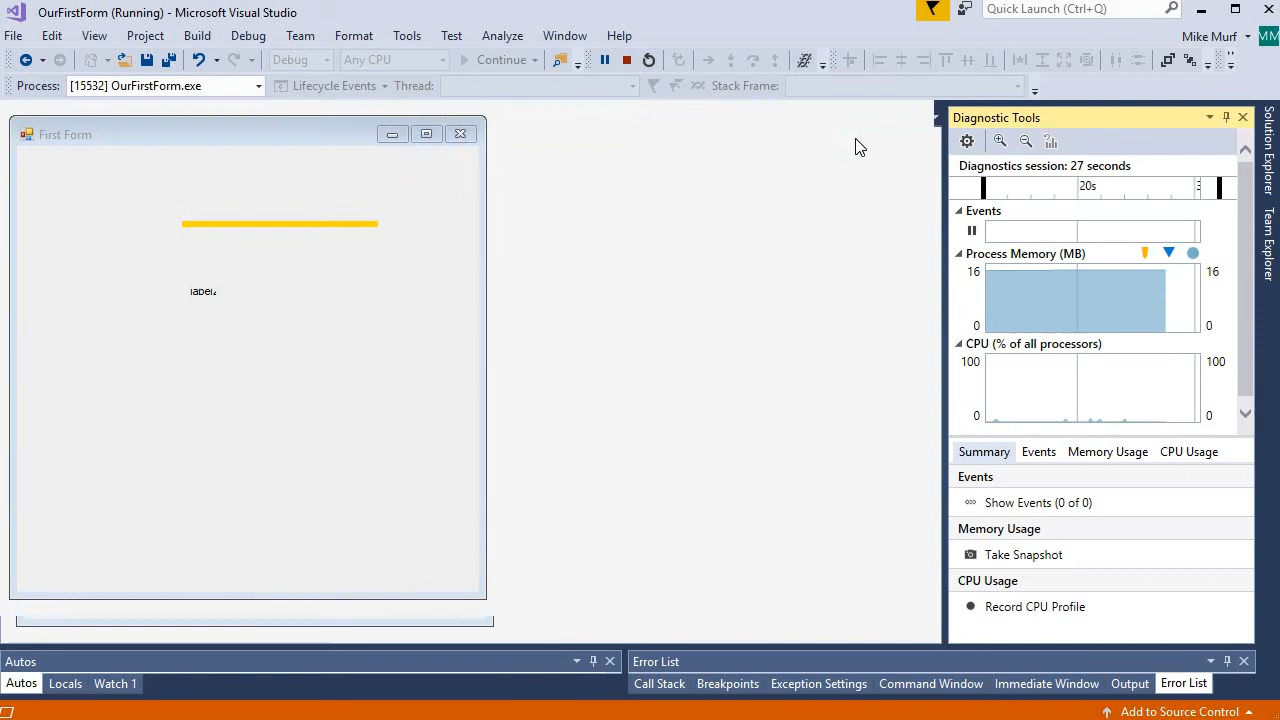 OurFirstForm (Running) - Microsoft Visual Studio
Quick Launch (Ctrl+Q)
File Edit View Project Build Debug Team Format Tools Test Analyze Window Help
Mike Murf MM
Debug Any CPU Continue
Process: [15532] OurFirstForm.exe Lifecycle Events Thread: Stack Frame:
First Form
label2
Diagnostic Tools
Diagnostics session: 27 seconds
20s
Events
Process Memory (MB)
16 16
0 0
CPU (% of all processors)
100 100
0 0
Summary Events Memory Usage CPU Usage
Events
Show Events (0 of 0)
Memory Usage
Take Snapshot
CPU Usage
Record CPU Profile
Solution Explorer
Team Explorer
Autos
Autos Locals Watch 1
Error List
Call Stack Breakpoints Exception Settings Command Window Immediate Window Output Error List
Add to Source Control